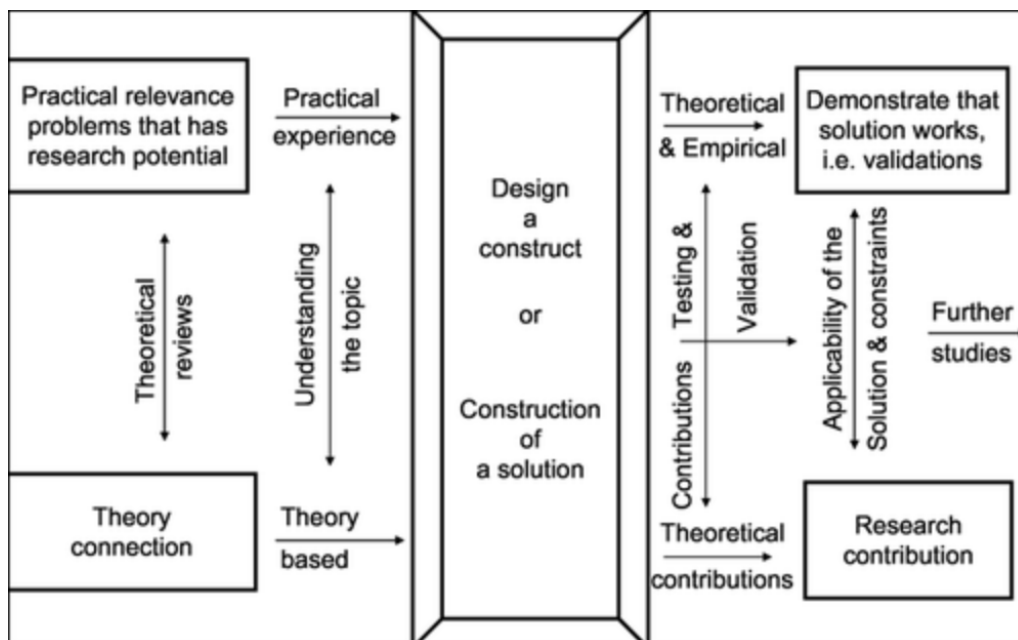 Practical relevance
problems that has
research potential
Practical
experience
Theoretical
reviews
Understanding
the topic
Theory
connection
Theory
based
Design
a
construct
or
Construction
of
a solution
Theoretical
& Empirical
Contributions Testing &
Validation
Theoretical
contributions
Demonstrate that
solution works,
i.e. validations
Applicability of the
Solution & constraints
Research
contribution
Further
studies